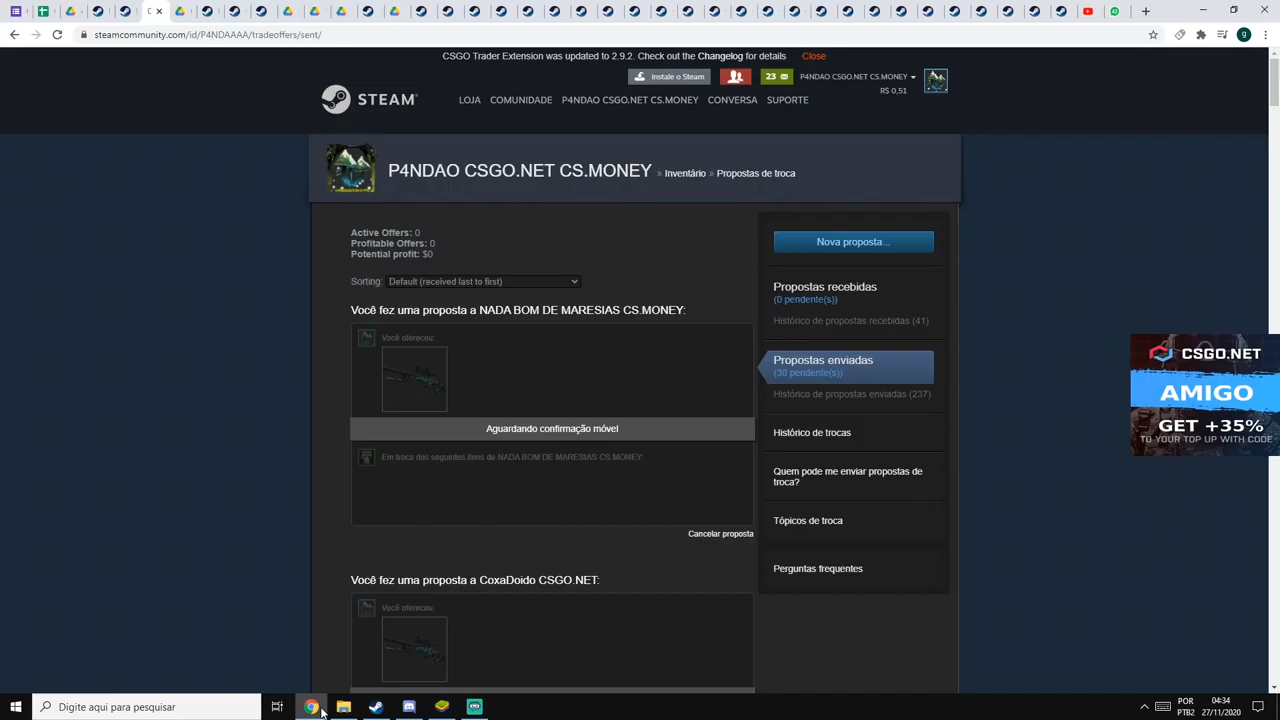 steamcommunity.com/id/P4NDAAAA/tradeoffers/sent/
CSGO Trader Extension was updated to 2.9.2. Check out the Changelog for details Close
Instale o Steam
23
P4NDAO CSGO.NET CS.MONEY
R$ 0,51
STEAM
LOJA COMUNIDADE P4NDAO CSGO.NET CS.MONEY CONVERSA SUPORTE
P4NDAO CSGO.NET CS.MONEY » Inventário » Propostas de troca
Active Offers: 0
Profitable Offers: 0
Potential profit: $0
Sorting: Default (received last to first)
Você fez uma proposta a NADA BOM DE MARESIAS CS.MONEY:
Você ofereceu:
Aguardando confirmação móvel
Em troca dos seguintes itens de NADA BOM DE MARESIAS CS.MONEY:
Cancelar proposta
Você fez uma proposta a CoxaDoido CSGO.NET:
Você ofereceu:
Nova proposta...
Propostas recebidas
(0 pendente(s))
Histórico de propostas recebidas (41)
Propostas enviadas
(30 pendente(s))
Histórico de propostas enviadas (237)
Histórico de trocas
Quem pode me enviar propostas de
troca?
Tópicos de troca
Perguntas frequentes
CSGO.NET
AMIGO
GET +35%
TO YOUR TOP UP WITH CODE
Digite aqui para pesquisar
POR
PTB2
04:34
27/11/2020